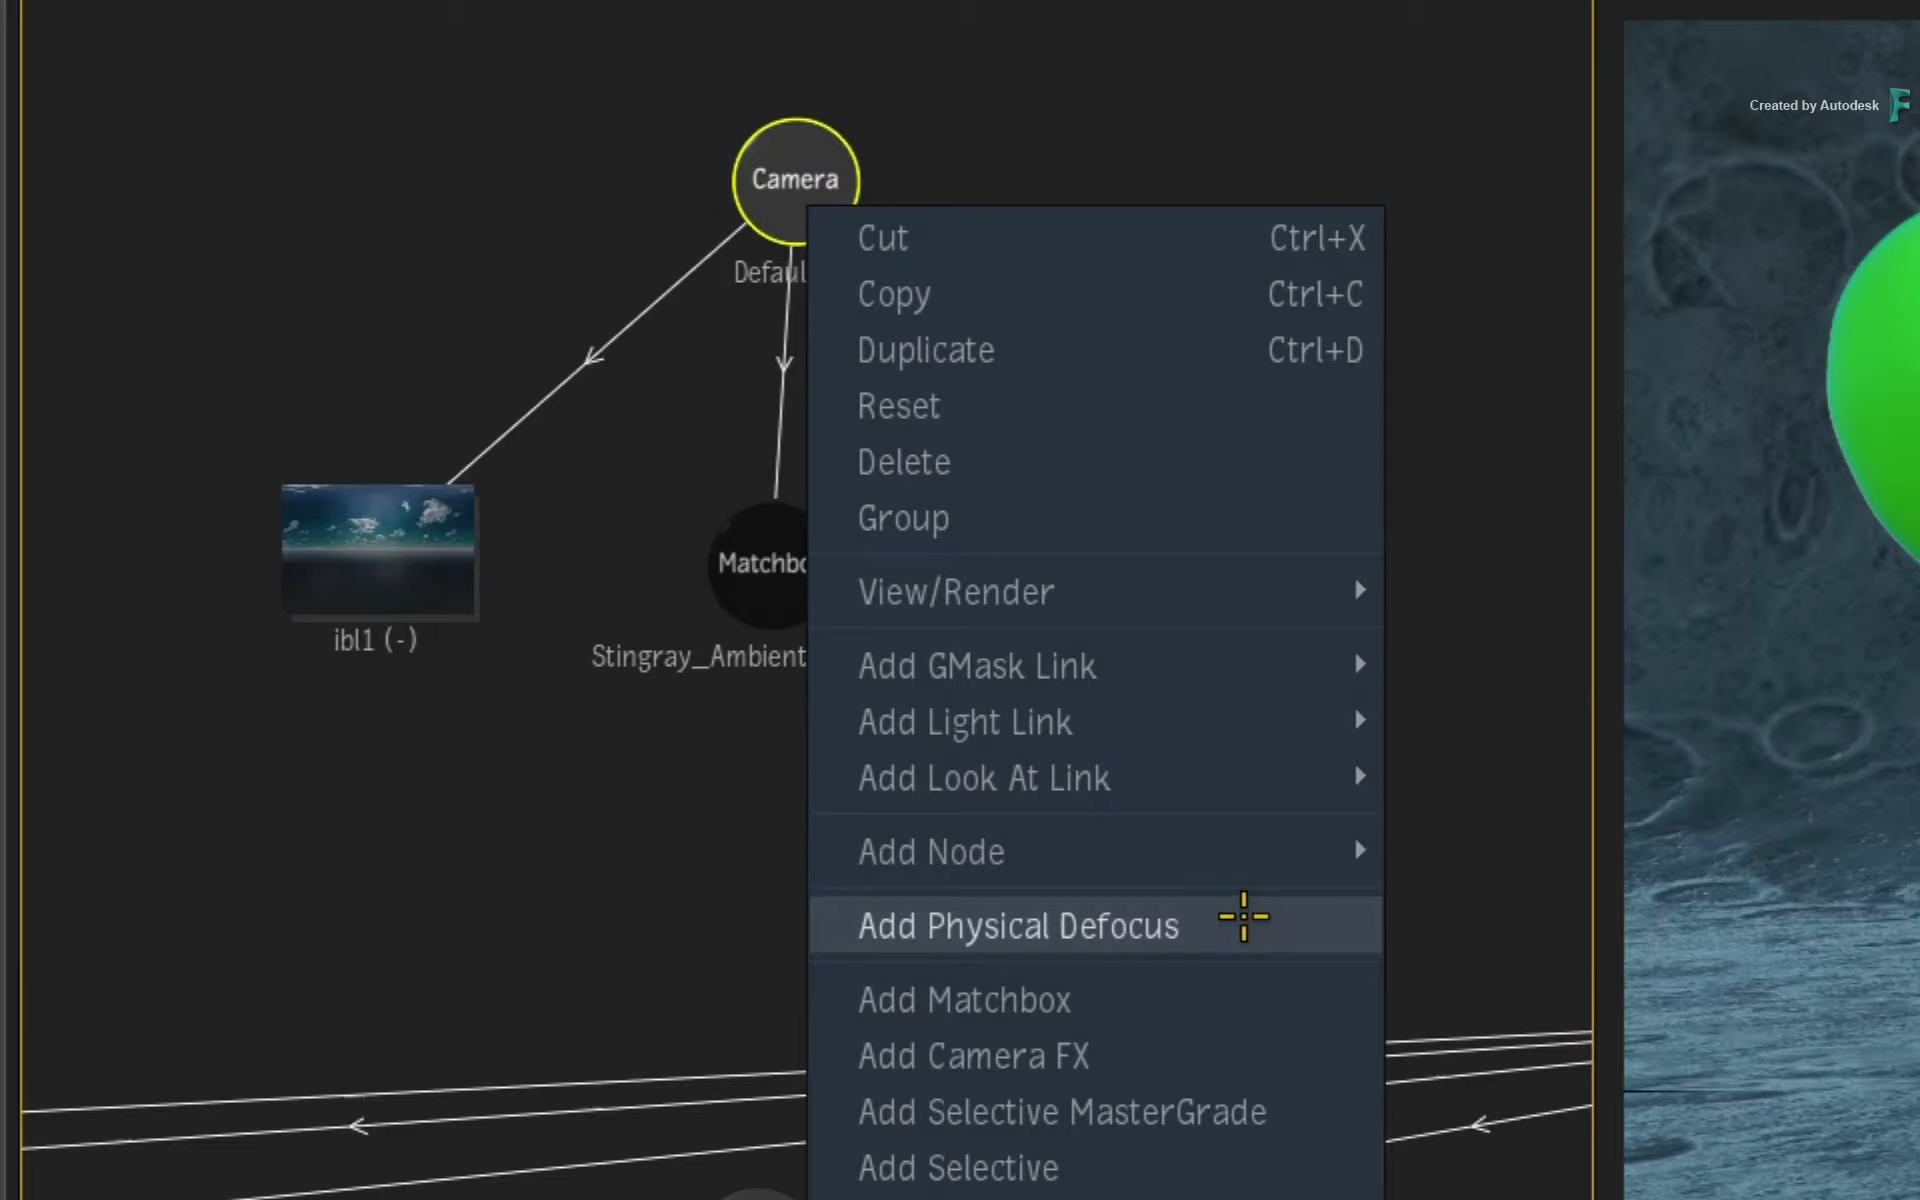 Created by Autodesk
Camera
Defaul
Cut Ctrl+X
Copy Ctrl+C
Duplicate Ctrl+D
Reset
Delete
Group
View/Render
Add GMask Link
Add Light Link
Add Look At Link
Add Node
Add Physical Defocus
Add Matchbox
Add Camera FX
Add Selective MasterGrade
Add Selective
ibl1 (-)
Matchbo
Stingray_Ambient